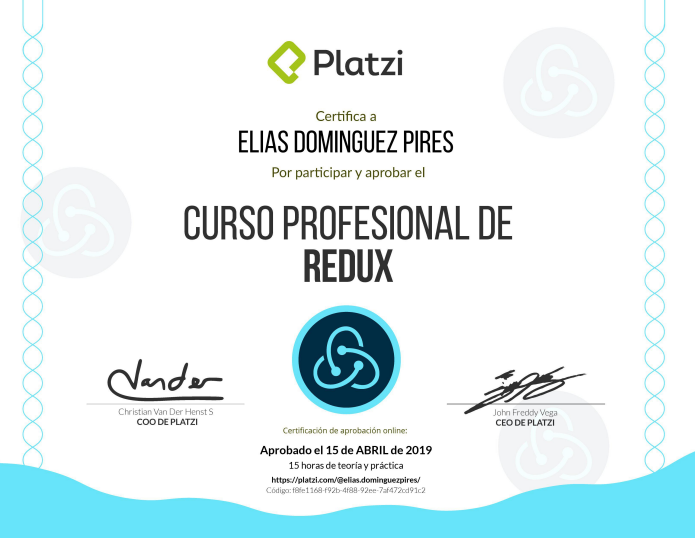 Platzi
Certifica a
ELIAS DOMINGUEZ PIRES
Por participar y aprobar el
CURSO PROFESIONAL DE
REDUX
Vander
Christian Van Der Henst S
COO DE PLATZI
John Freddy Vega
CEO DE PLATZI
Certificación de aprobación online:
Aprobado el 15 de ABRIL de 2019
15 horas de teoría y práctica
https://platzi.com/@elias.dominguezpires/
Código: f8fe1168-f92b-4f88-92ee-7af472cd91c2